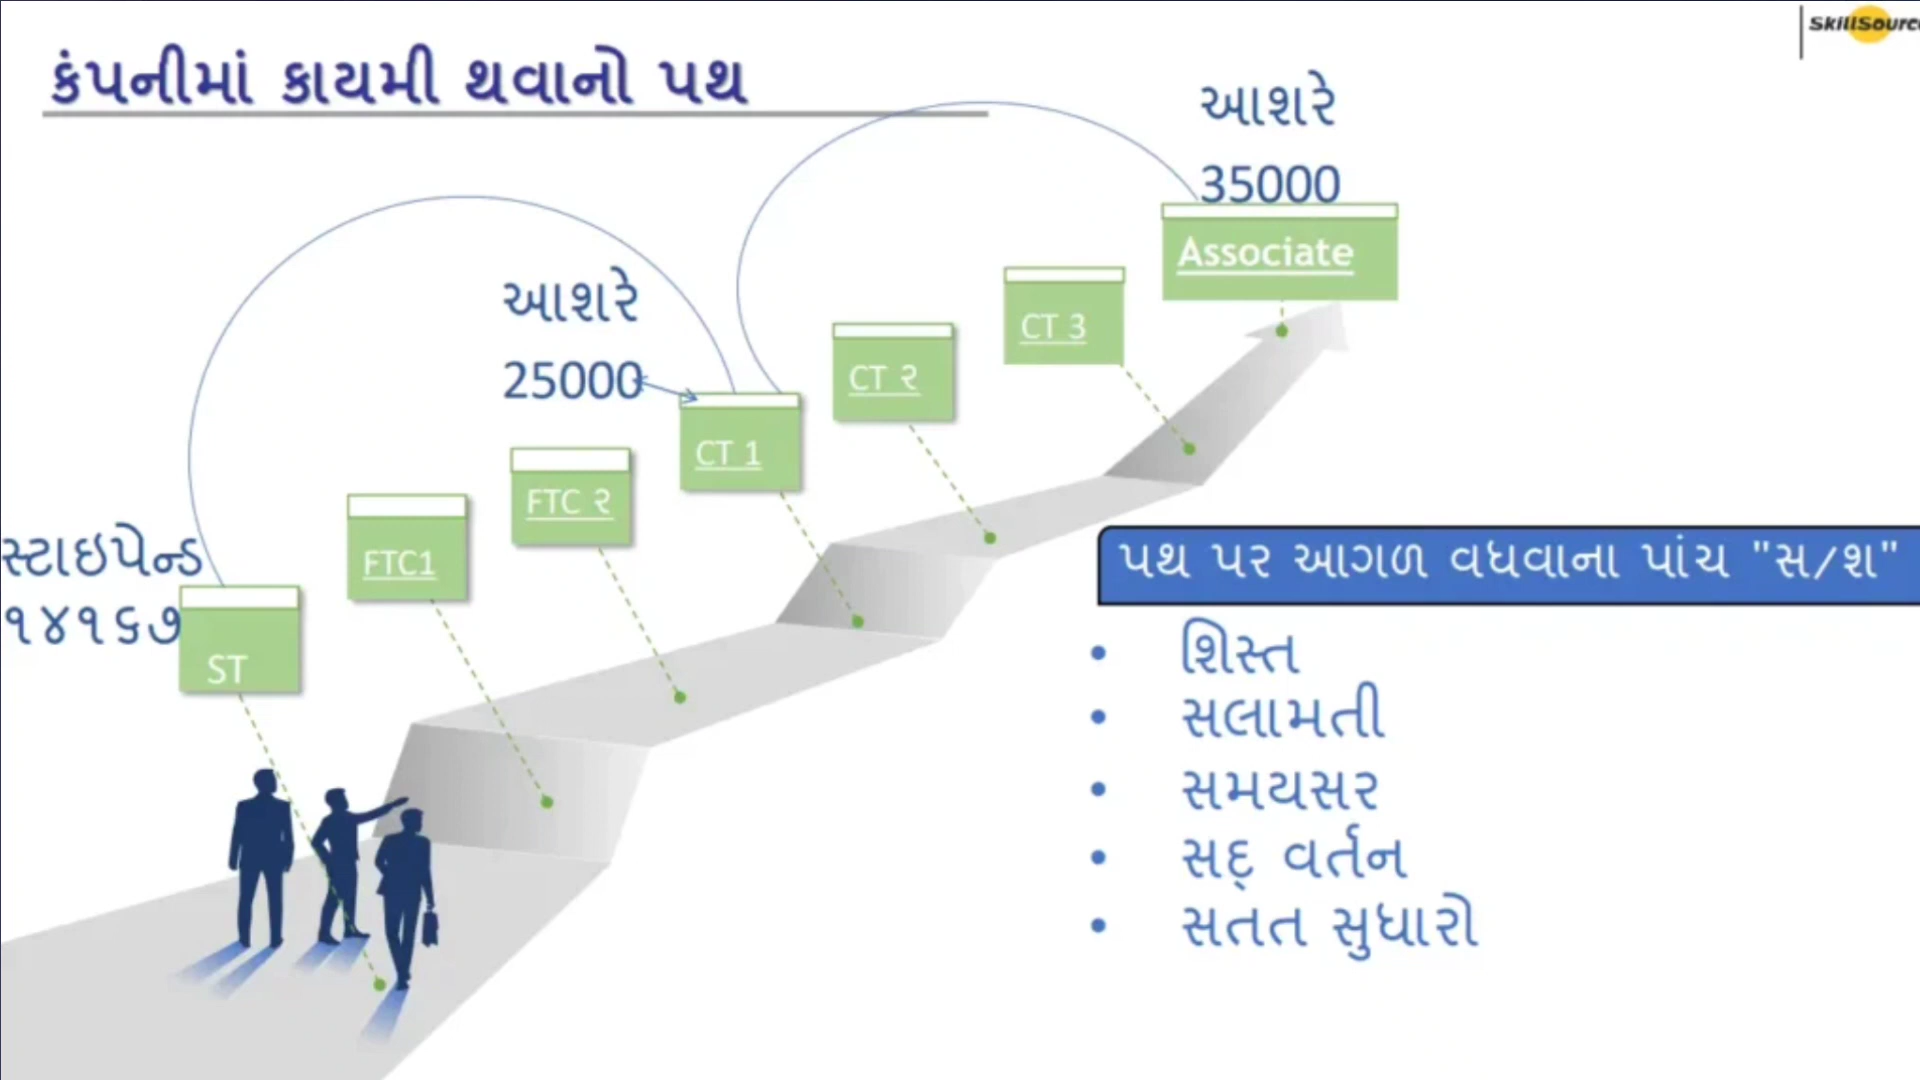 SkillSource
કંપનીમાં કાયમી થવાનો પથ
આશરે
35000
Associate
આશરે
25000
CT 3
CT ૨
CT 1
FTC ૨
FTC1
સ્ટાઇપેન્ડ
૧૪૧૬૭
ST
પથ પર આગળ વધવાના પાંચ "સ/શ"
• શિસ્ત
• સલામતી
• સમયસર
• સદ્ વર્તન
• સતત સુધારો